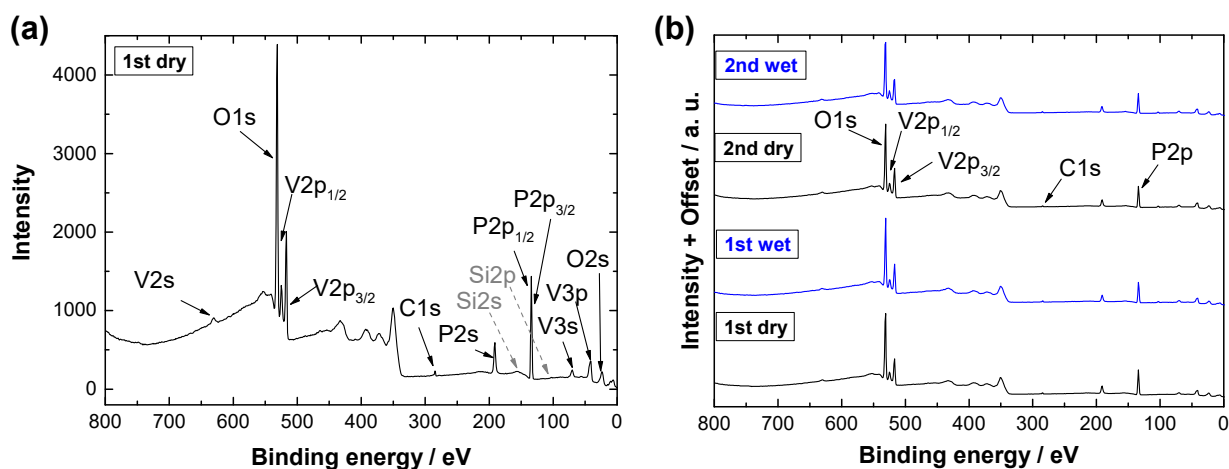 (a)
1st dry
Intensity
4000
3000
2000
1000
0
O1s
V2p1/2
V2s
V2p3/2
C1s
P2s
Si2s
Si2p
P2p1/2
P2p3/2
O2s
V3p
V3s
800 700 600 500 400 300 200 100 0
Binding energy / eV
(b)
Intensity + Offset / a. u.
2nd wet
O1s
V2p1/2
2nd dry
V2p3/2
C1s
P2p
1st wet
1st dry
800 700 600 500 400 300 200 100 0
Binding energy / eV